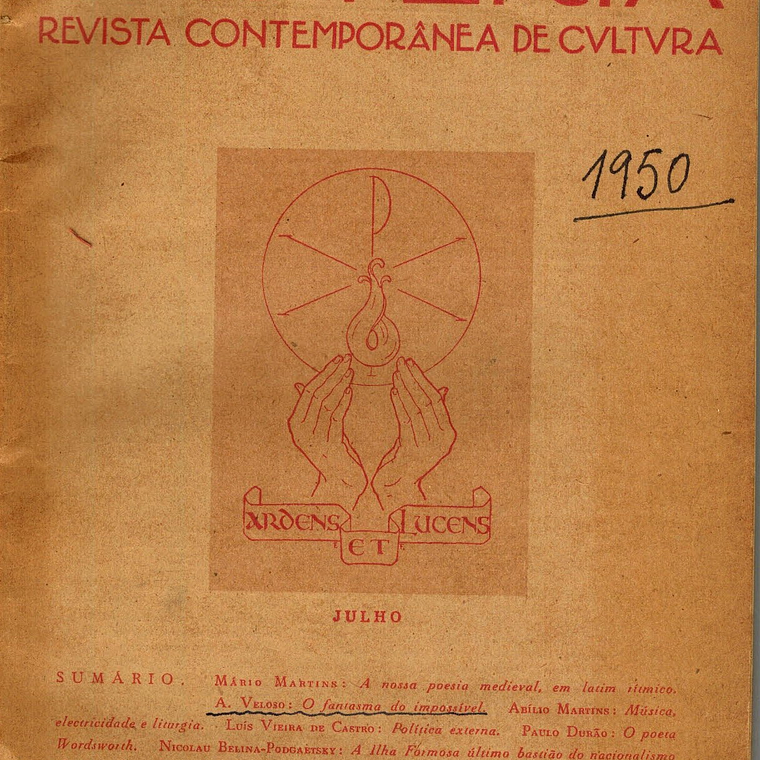 REVISTA CONTEMPORÂNEA DE CVLTVRA
1950
P
ARDENS
ET
LUCENS
JULHO
SUMÁRIO. MÁRIO MARTINS: A nossa poesia medieval, em latim rítmico.
A. VELOSO: O fantasma do impossível. ABÍLIO MARTINS: Música,
electricidade e liturgia. LUÍS VIEIRA DE CASTRO: Política externa. PAULO DURÃO: O poeta
Wordsworth. NICOLAU BELINA-PODGAETSKY: A Ilha Formosa último bastião do nacionalismo